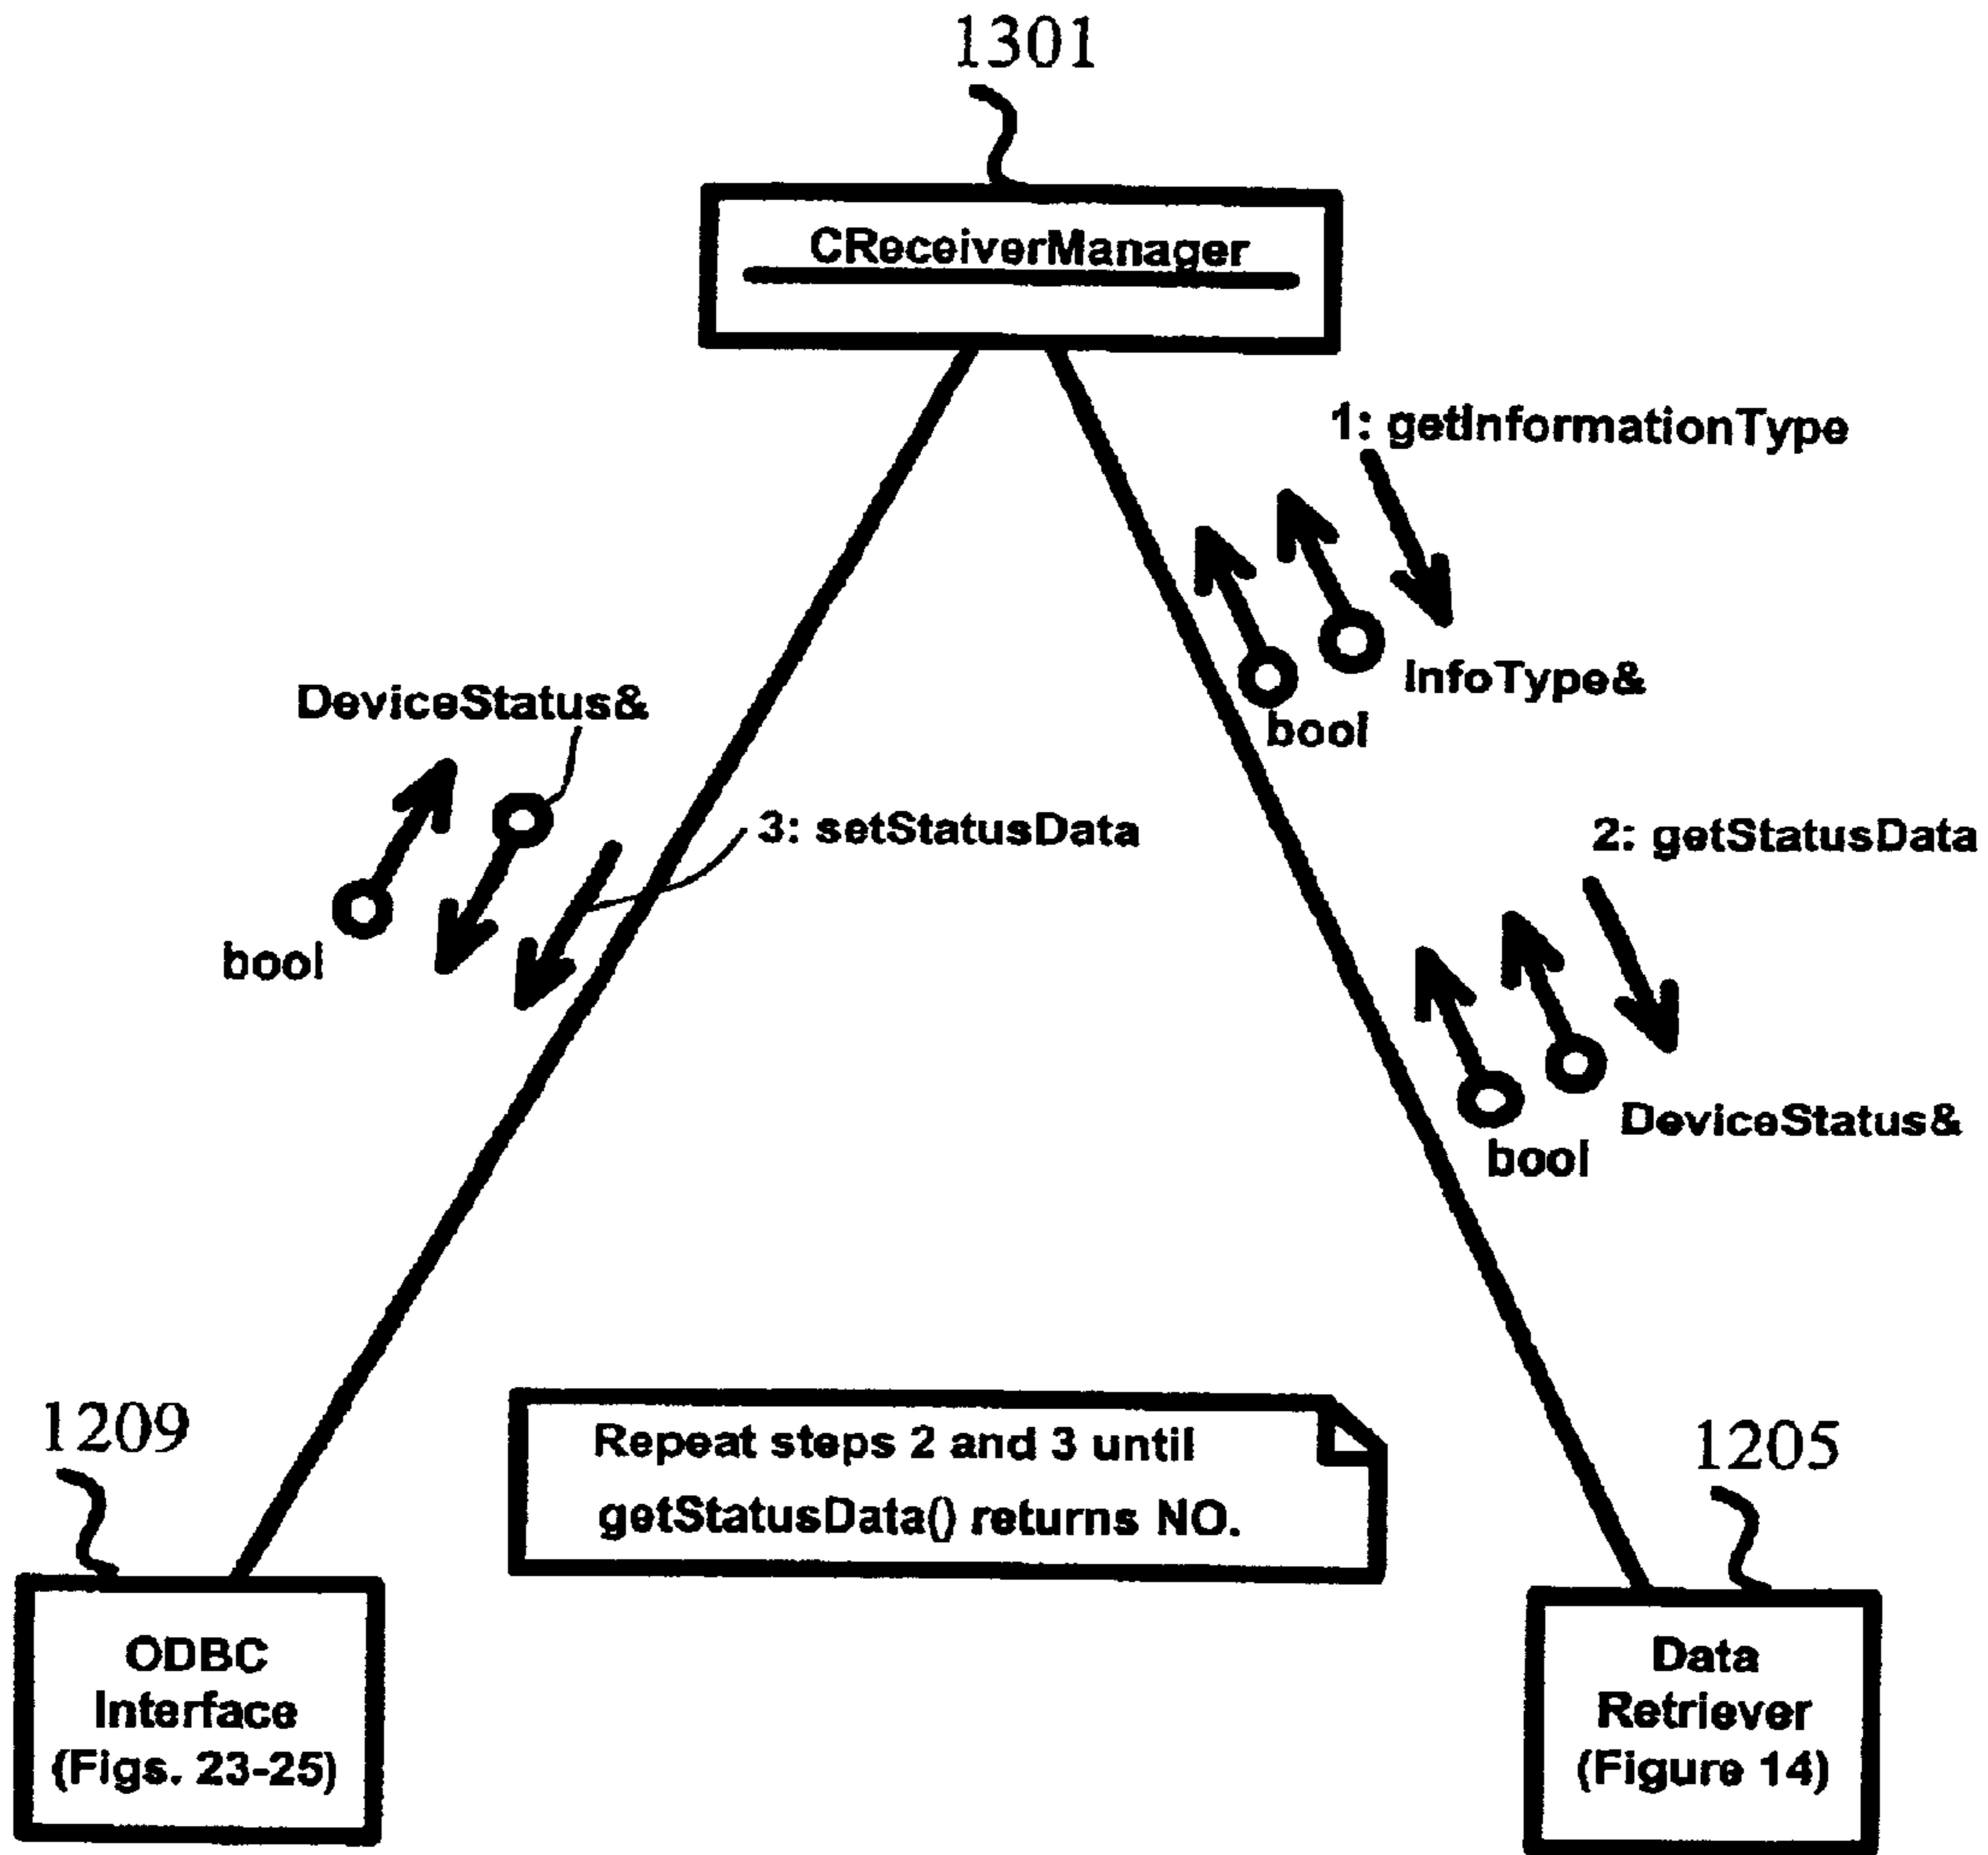 1301
CReceiverManager
1: getInformationType
InfoType&
bool
DeviceStatus&
bool
3: setStatusData
2: getStatusData
DeviceStatus&
bool
1209
Repeat steps 2 and 3 until
getStatusData() returns NO.
1205
ODBC
Interface
(Figs. 23-25)
Data
Retriever
(Figure 14)